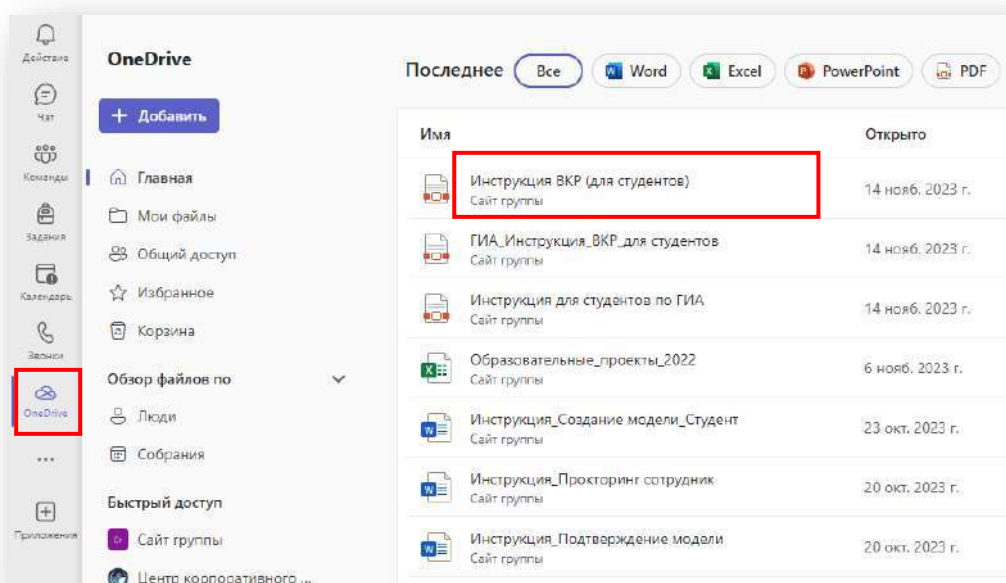 Действие
Чат
Команды
Задания
Календарь
Звонки
OneDrive
Приложения
OneDrive
+ Добавить
Главная
Мои файлы
Общий доступ
Избранное
Корзина
Обзор файлов по
Люди
Собрания
Быстрый доступ
Сайт группы
Центр корпоративного ...
Последнее Все Word Excel PowerPoint PDF
Имя Открыто
Инструкция ВКР (для студентов)
Сайт группы
14 нояб. 2023 г.
ГИА_Инструкция_ВКР_для студентов
Сайт группы
14 нояб. 2023 г.
Инструкция для студентов по ГИА
Сайт группы
14 нояб. 2023 г.
Образовательные_проекты_2022
Сайт группы
6 нояб. 2023 г.
Инструкция_Создание модели_Студент
Сайт группы
23 окт. 2023 г.
Инструкция_Прокторинг сотрудник
Сайт группы
20 окт. 2023 г.
Инструкция_Подтверждение модели
Сайт группы
20 окт. 2023 г.